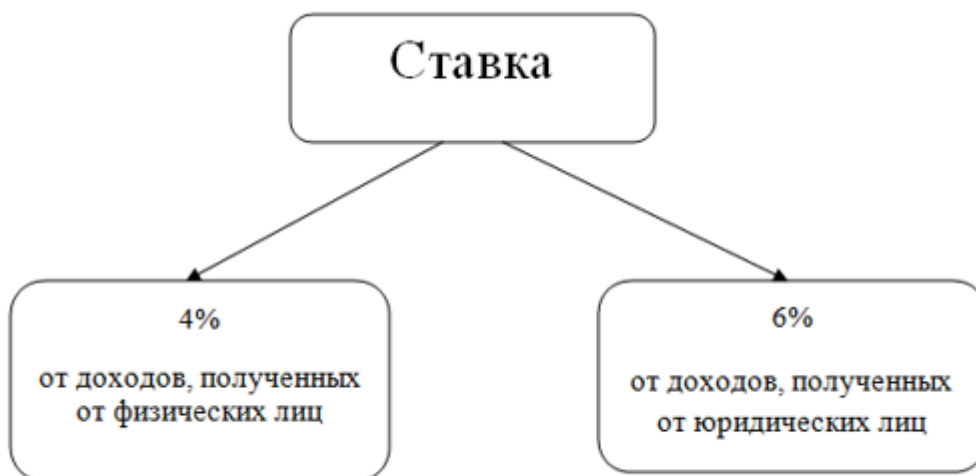 Ставка
4%
от доходов, полученных
от физических лиц
6%
от доходов, полученных
от юридических лиц